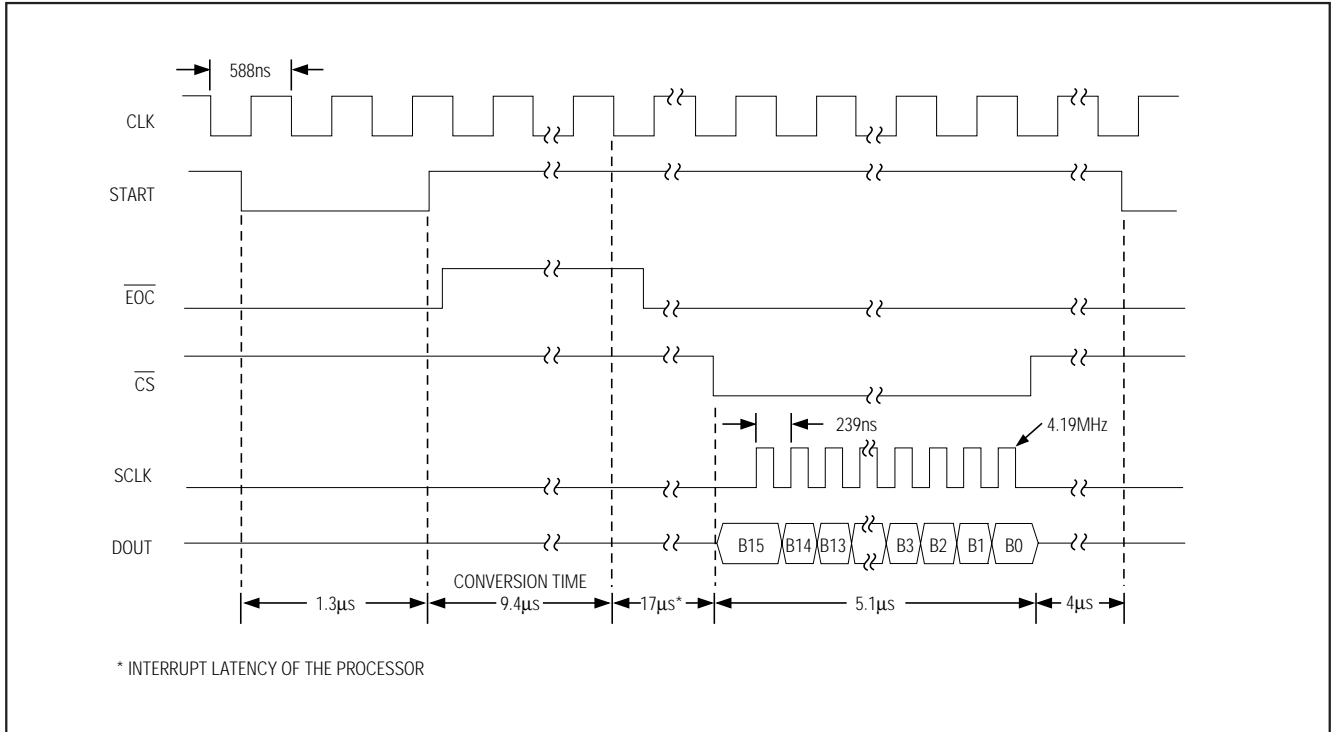 588ns
CLK
START
EOC
CS
239ns
4.19MHz
SCLK
DOUT
B15 B14 B13 B3 B2 B1 B0
CONVERSION TIME
1.3µs 9.4µs 17µs* 5.1µs 4µs
* INTERRUPT LATENCY OF THE PROCESSOR